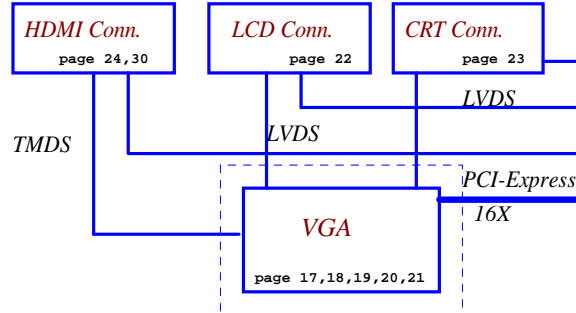 HDMI Conn.
page 24,30
LCD Conn.
page 22
CRT Conn.
page 23
LVDS
TMDS
LVDS
PCI-Express
16X
VGA
page 17,18,19,20,21